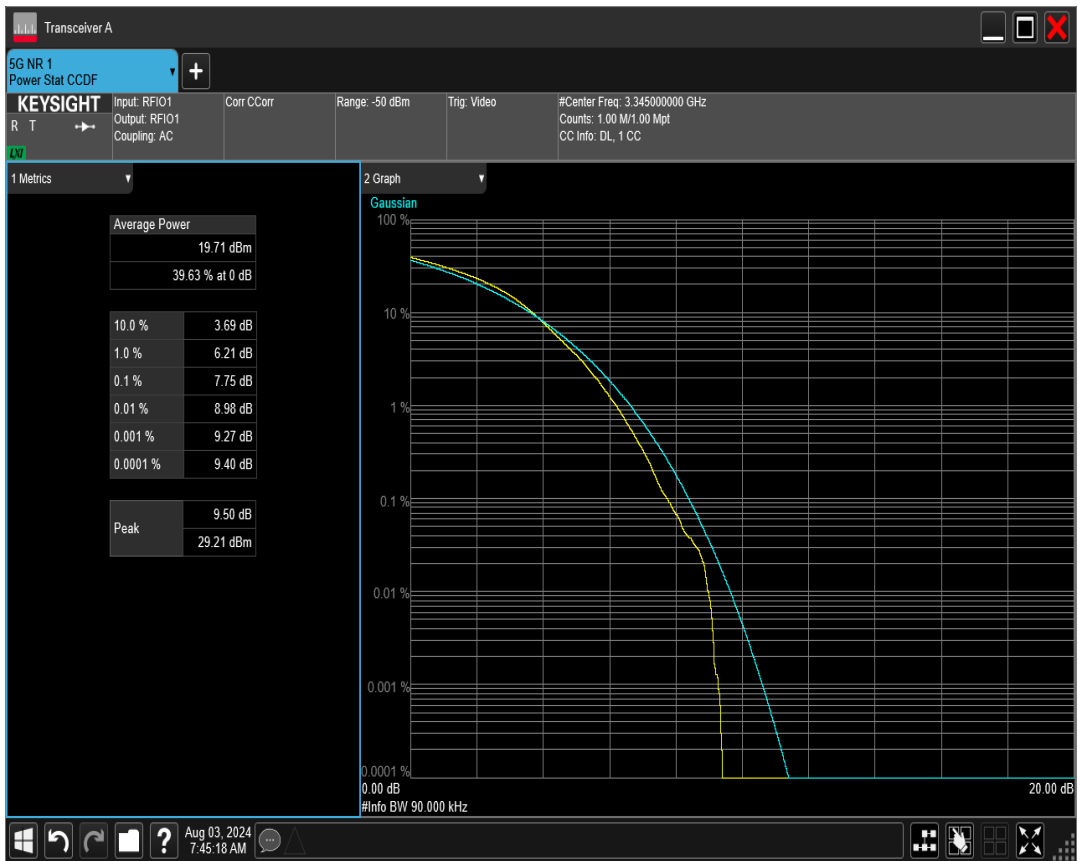 Transceiver A
5G NR 1
Power Stat CCDF
KEYSIGHT
R T
LXI
Input: RFIO1
Output: RFIO1
Coupling: AC
Corr CCorr
Range: -50 dBm
Trig: Video
#Center Freq: 3.345000000 GHz
Counts: 1.00 M/1.00 Mpt
CC Info: DL, 1 CC
1 Metrics
Average Power
19.71 dBm
39.63 % at 0 dB
10.0 % 3.69 dB
1.0 % 6.21 dB
0.1 % 7.75 dB
0.01 % 8.98 dB
0.001 % 9.27 dB
0.0001 % 9.40 dB
Peak
9.50 dB
29.21 dBm
2 Graph
Gaussian
100 %
10 %
1 %
0.1 %
0.01 %
0.001 %
0.0001 %
0.00 dB 20.00 dB
#Info BW 90.000 kHz
?
Aug 03, 2024
7:45:18 AM